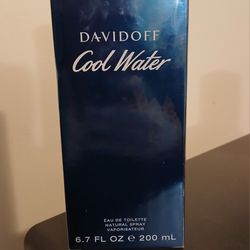 DAVIDOFF
Cool Water
EAU DE TOILETTE
NATURAL SPRAY
VAPORISATEUR
6.7 FL OZ ℮ 200 mL